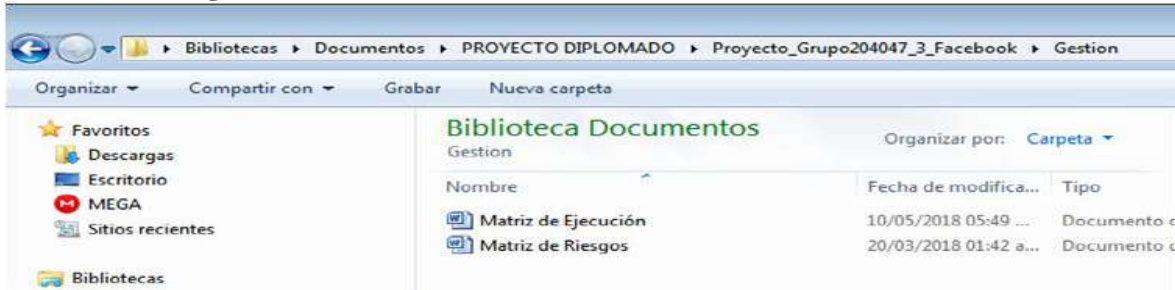 Bibliotecas Documentos PROYECTO DIPLOMADO Proyecto_Grupo204047_3_Facebook Gestion
Organizar Compartir con Grabar Nueva carpeta
Favoritos
Descargas
Escritorio
MEGA
Sitios recientes
Bibliotecas
Biblioteca Documentos
Gestion
Organizar por: Carpeta
Nombre Fecha de modifica... Tipo
Matriz de Ejecución 10/05/2018 05:49 ... Documento
Matriz de Riesgos 20/03/2018 01:42 a... Documento